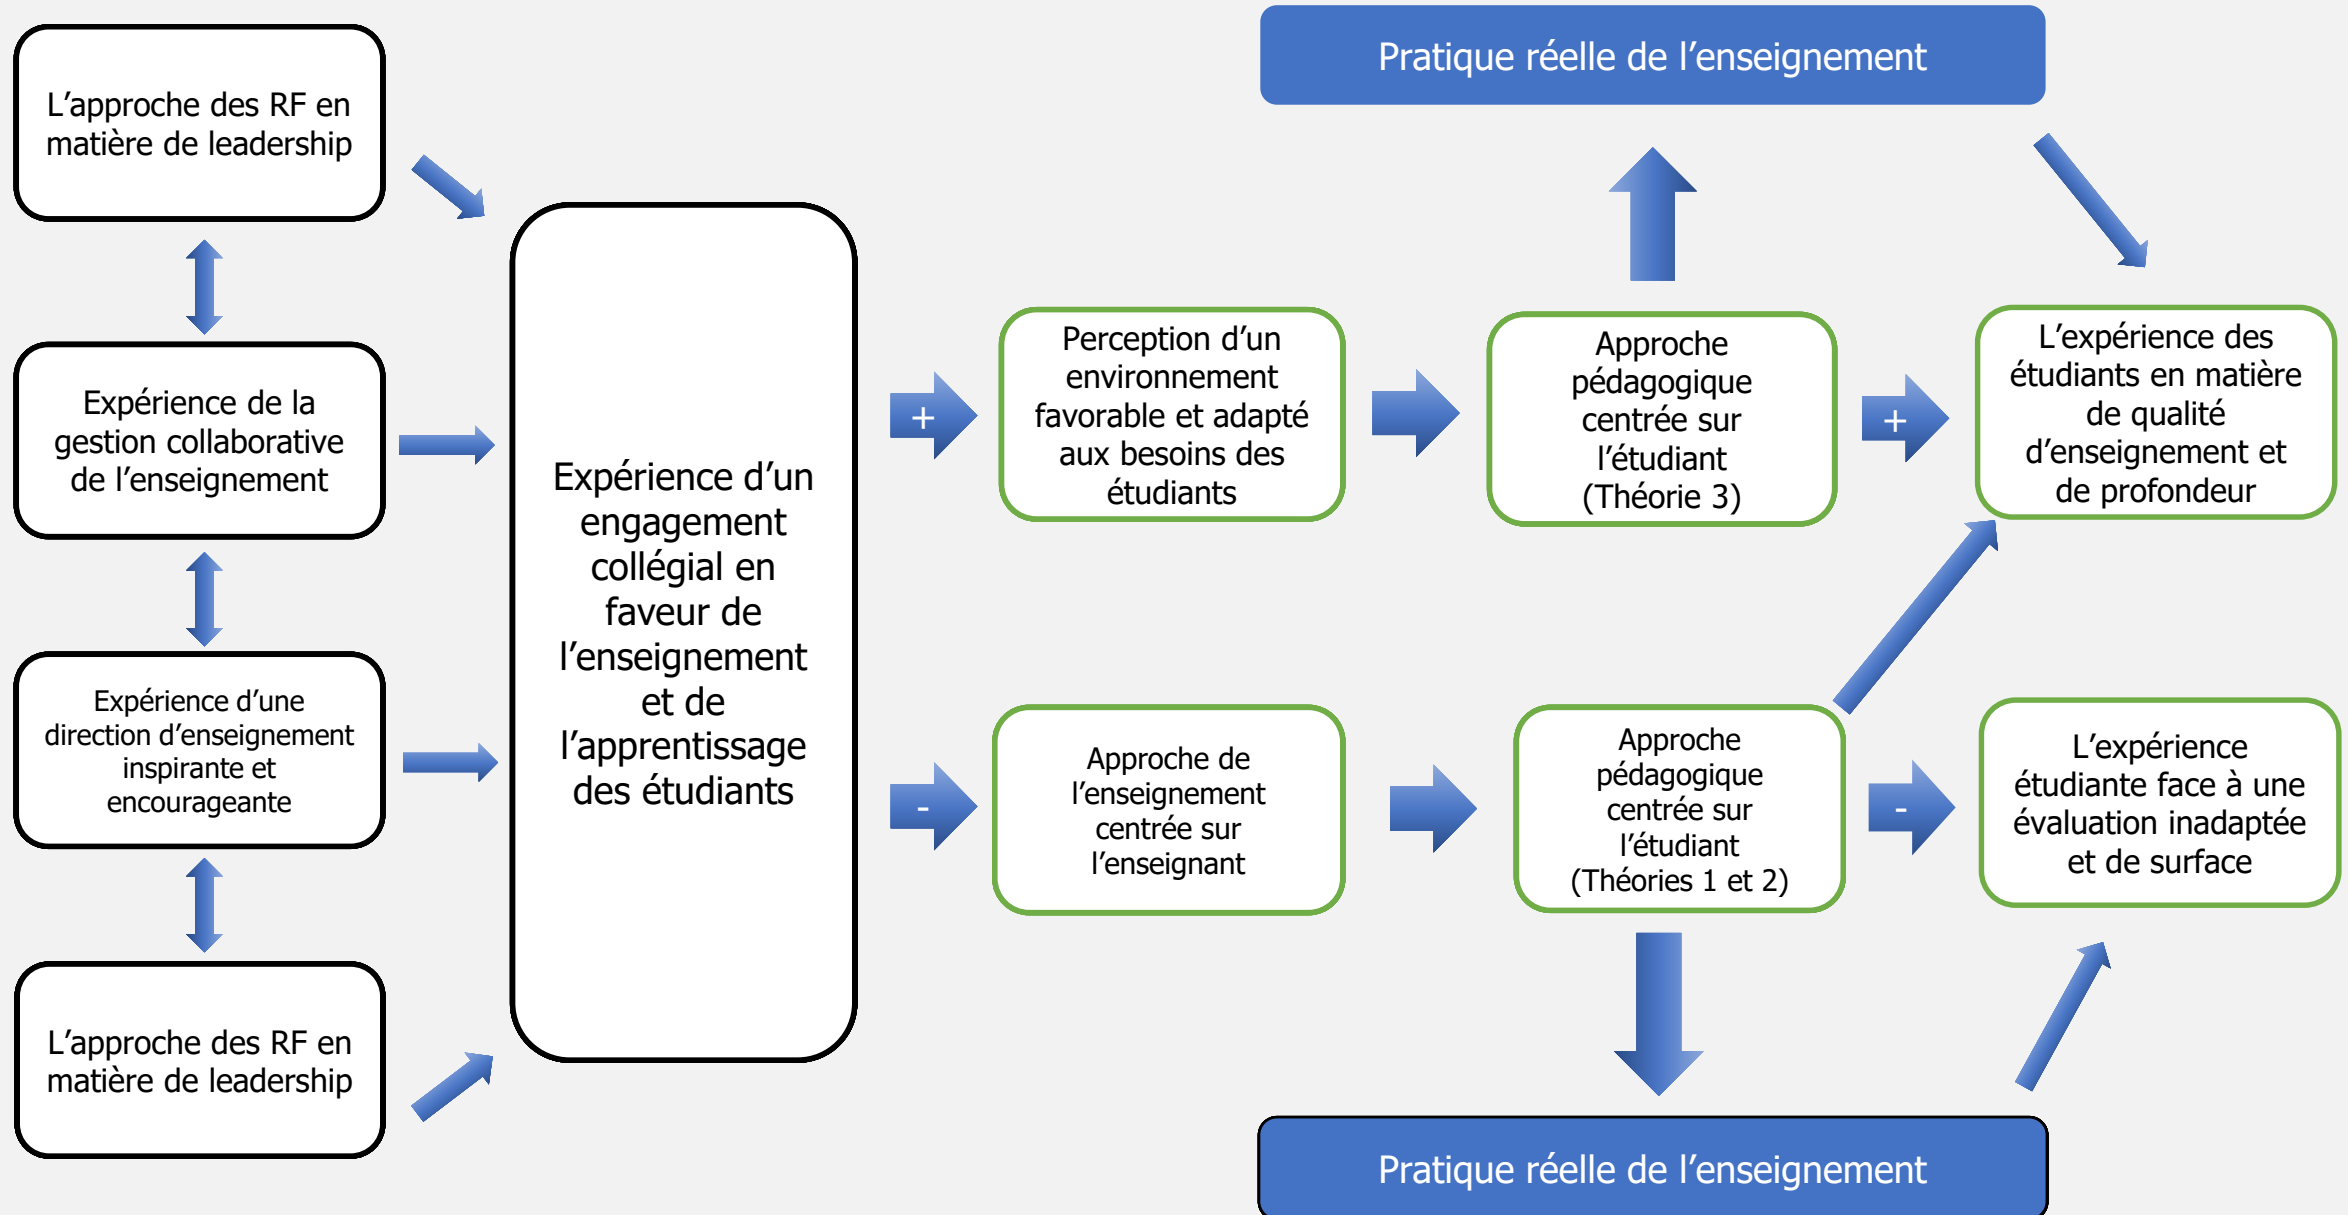 L’approche des RF en
matière de leadership
Expérience de la
gestion collaborative
de l’enseignement
Expérience d’une
direction d’enseignement
inspirante et
encourageante
L’approche des RF en
matière de leadership
Expérience d’un
engagement
collégial en
faveur de
l’enseignement
et de
l’apprentissage
des étudiants
+
-
Perception d’un
environnement
favorable et adapté
aux besoins des
étudiants
Approche de
l’enseignement
centrée sur
l’enseignant
Pratique réelle de l’enseignement
Approche
pédagogique
centrée sur
l’étudiant
(Théorie 3)
Approche
pédagogique
centrée sur
l’étudiant
(Théories 1 et 2)
Pratique réelle de l’enseignement
+
-
L’expérience des
étudiants en matière
de qualité
d’enseignement et
de profondeur
L’expérience
étudiante face à une
évaluation inadaptée
et de surface